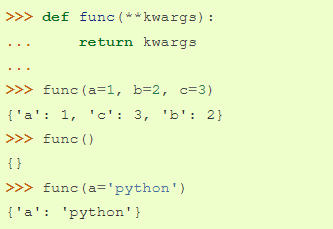 >>> def func(**kwargs):
...     return kwargs
...
>>> func(a=1, b=2, c=3)
{'a': 1, 'c': 3, 'b': 2}
>>> func()
{}
>>> func(a='python')
{'a': 'python'}